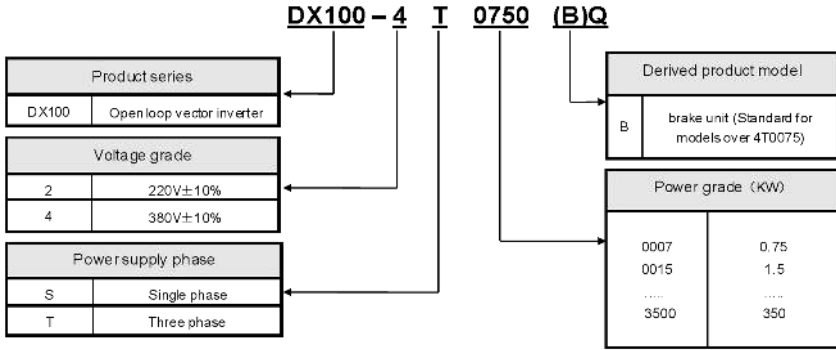 DX100 – 4 T 0750 (B)Q
Product series
DX100 Open loop vector inverter
Voltage grade
2 220V±10%
4 380V±10%
Power supply phase
S Single phase
T Three phase
Derived product model
B brake unit (Standard for
models over 4T0075)
Power grade (KW)
0007 0.75
0015 1.5
..... .....
3500 350